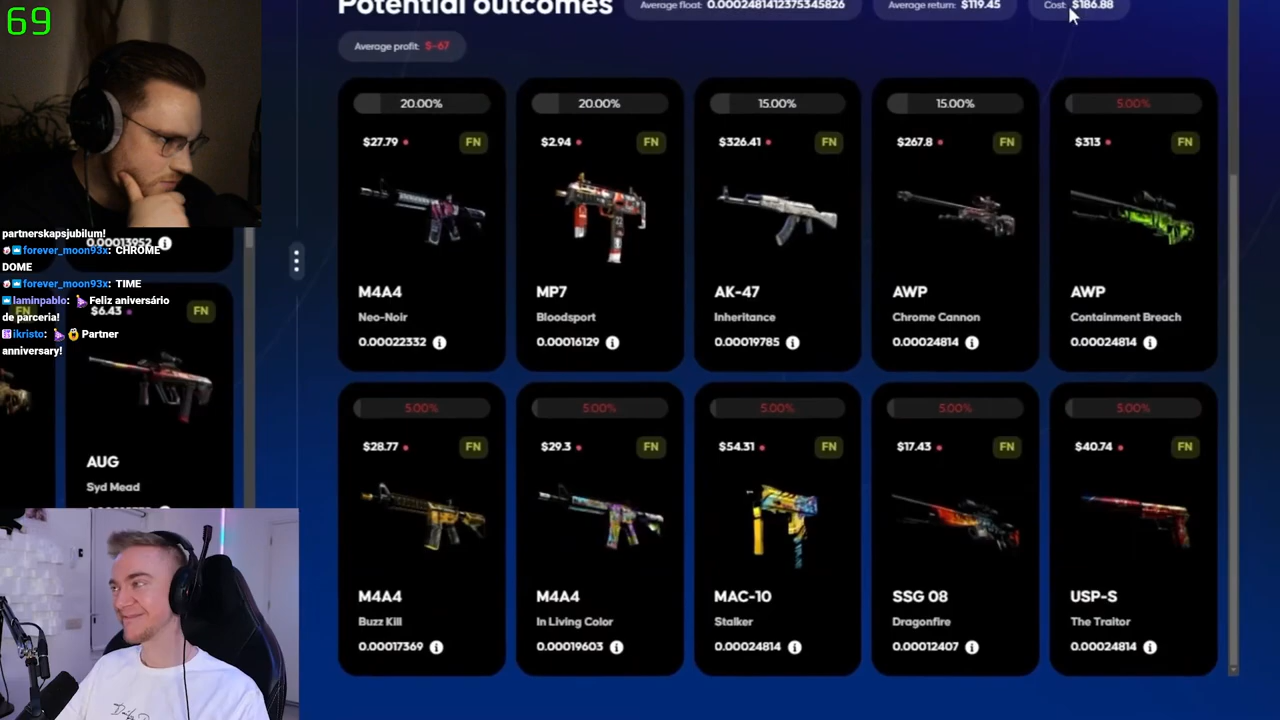 69
Potential outcomes
Average float: 0.0002481412375345826
Average return: $119.45
Cost: $186.88
Average profit: $-67
20.00%
$27.79
FN
M4A4
Neo-Noir
0.00022332
20.00%
$2.94
FN
MP7
Bloodsport
0.00016129
15.00%
$326.41
FN
AK-47
Inheritance
0.00019785
15.00%
$267.8
FN
AWP
Chrome Cannon
0.00024814
5.00%
$313
FN
AWP
Containment Breach
0.00024814
5.00%
$28.77
FN
M4A4
Buzz Kill
0.00017369
5.00%
$29.3
FN
M4A4
In Living Color
0.00019603
5.00%
$54.31
FN
MAC-10
Stalker
0.00024814
5.00%
$17.43
FN
SSG 08
Dragonfire
0.00012407
5.00%
$40.74
FN
USP-S
The Traitor
0.00024814
partnerskapsjubilum!
0.00013952
forever_moon93x: CHROME
DOME
forever_moon93x: TIME
laminpablo: Feliz aniversário
de parceria!
ikristo: Partner
anniversary!
FN
$6.43
FN
AUG
Syd Mead